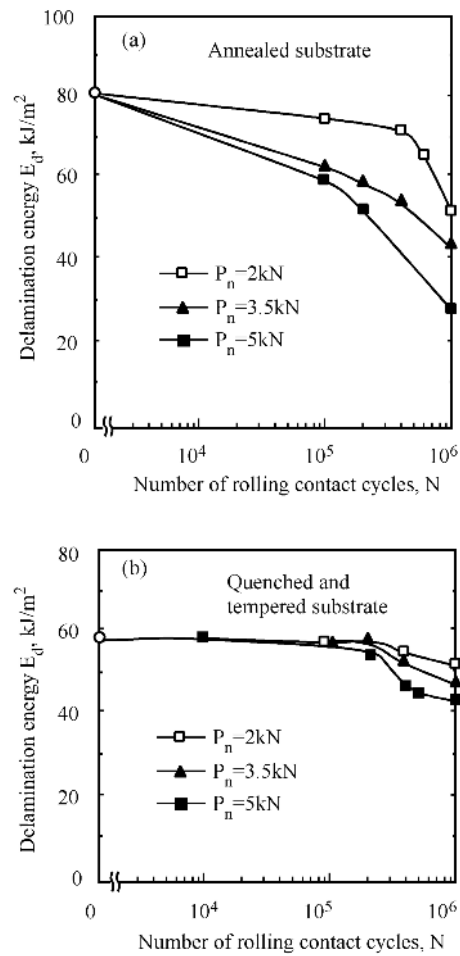 100
(a)
Annealed substrate
80
60
40
20
0
Delamination energy E_d, kJ/m²
P_n=2kN
P_n=3.5kN
P_n=5kN
0 10⁴ 10⁵ 10⁶
Number of rolling contact cycles, N
80
(b)
Quenched and
tempered substrate
60
40
20
0
Delamination energy E_d, kJ/m²
P_n=2kN
P_n=3.5kN
P_n=5kN
0 10⁴ 10⁵ 10⁶
Number of rolling contact cycles, N